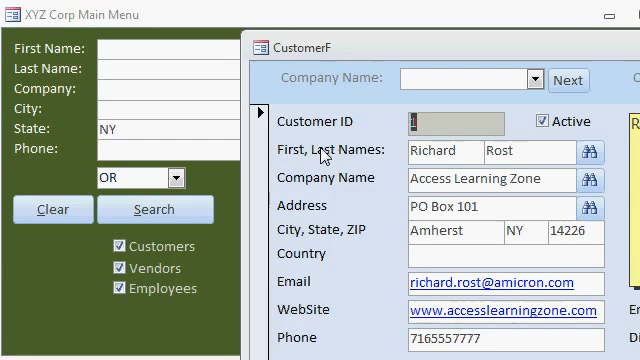 XYZ Corp Main Menu
First Name:
Last Name:
Company:
City:
State: NY
Phone:
OR
Clear Search
Customers
Vendors
Employees
CustomerF
Company Name: Next
Customer ID 1 Active
First, Last Names: Richard Rost
Company Name Access Learning Zone
Address PO Box 101
City, State, ZIP Amherst NY 14226
Country
Email richard.rost@amicron.com
WebSite www.accesslearningzone.com
Phone 7165557777